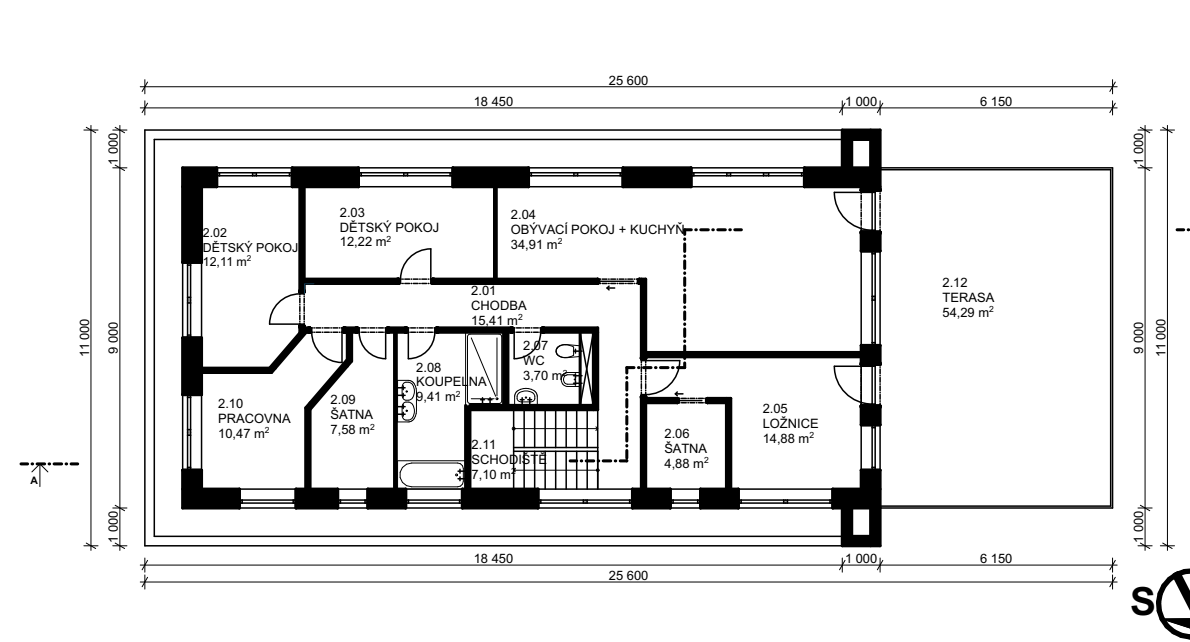 25 600
18 450
1 000
6 150
1 000
1 000
11 000
9 000
9 000
11 000
1 000
1 000
2.02
DĚTSKÝ POKOJ
12,11 m²
2.03
DĚTSKÝ POKOJ
12,22 m²
2.04
OBÝVACÍ POKOJ + KUCHYŇ
34,91 m²
2.01
CHODBA
15,41 m²
2.12
TERASA
54,29 m²
2.07
WC
3,70 m²
2.08
KOUPELNA
9,41 m²
2.09
ŠATNA
7,58 m²
2.10
PRACOVNA
10,47 m²
2.05
LOŽNICE
14,88 m²
2.06
ŠATNA
4,88 m²
2.11
SCHODIŠTĚ
7,10 m²
A
18 450
1 000
6 150
25 600
S